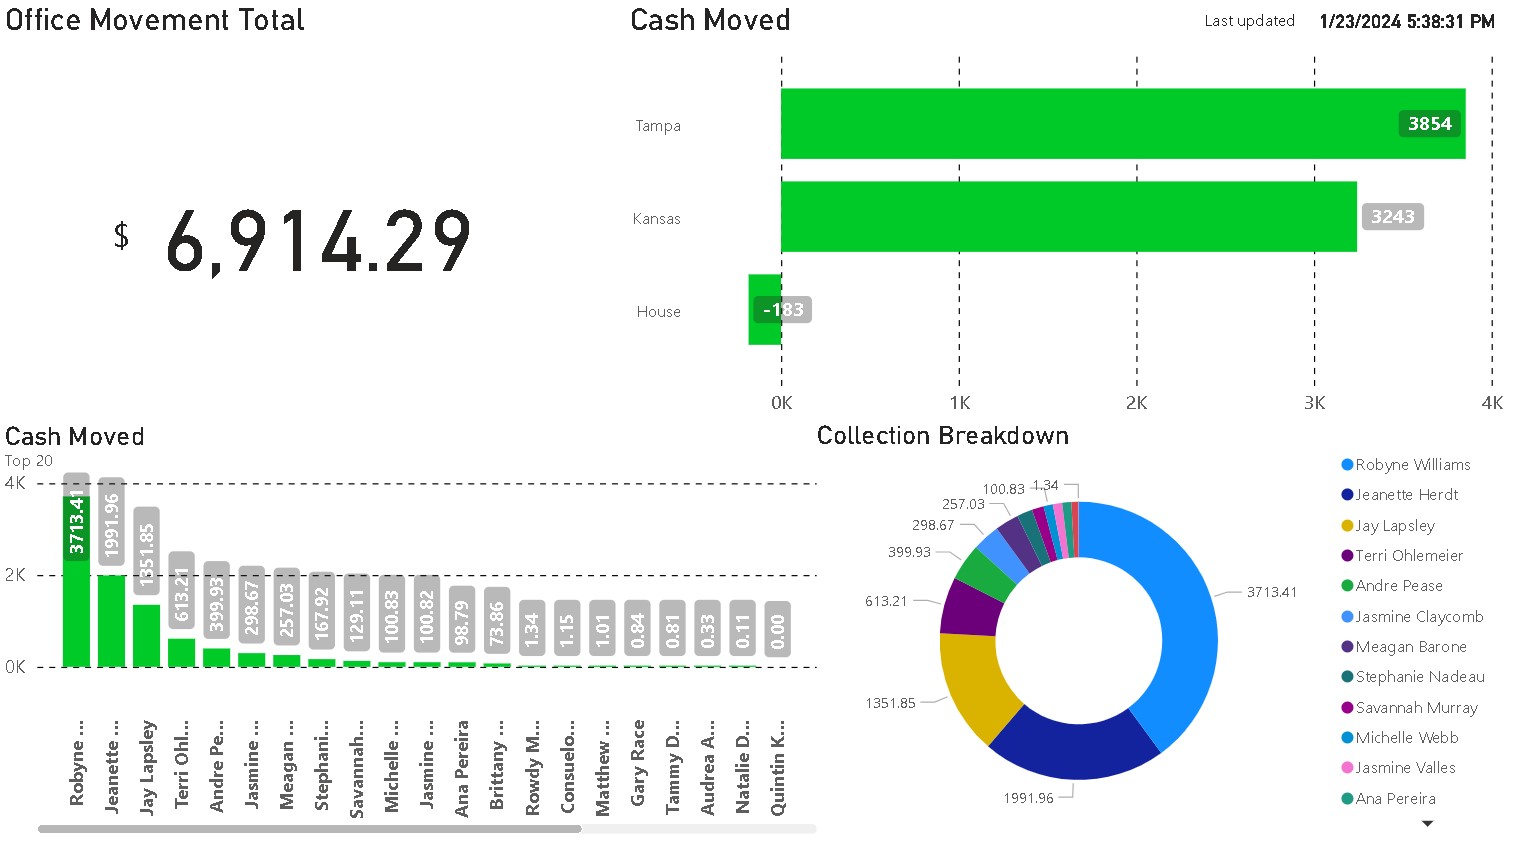 Office Movement Total
$ 6,914.29
Cash Moved
Last updated 1/23/2024 5:38:31 PM
Tampa 3854
Kansas 3243
House -183
0K 1K 2K 3K 4K
Cash Moved
Top 20
4K
2K
0K
3713.41
1991.96
1351.85
613.21
399.93
298.67
257.03
167.92
129.11
100.83
100.82
98.79
73.86
1.34
1.15
1.01
0.84
0.81
0.33
0.11
0.00
Robyne ...
Jeanette ...
Jay Lapsley
Terri Ohl...
Andre Pe...
Jasmine ...
Meagan ...
Stephani...
Savannah...
Michelle ...
Jasmine ...
Ana Pereira
Brittany ...
Rowdy M...
Consuelo...
Matthew ...
Gary Race
Tammy D...
Audrea A...
Natalie D...
Quintin K...
Collection Breakdown
1.34
100.83
257.03
298.67
399.93
613.21
1351.85
1991.96
3713.41
Robyne Williams
Jeanette Herdt
Jay Lapsley
Terri Ohlemeier
Andre Pease
Jasmine Claycomb
Meagan Barone
Stephanie Nadeau
Savannah Murray
Michelle Webb
Jasmine Valles
Ana Pereira